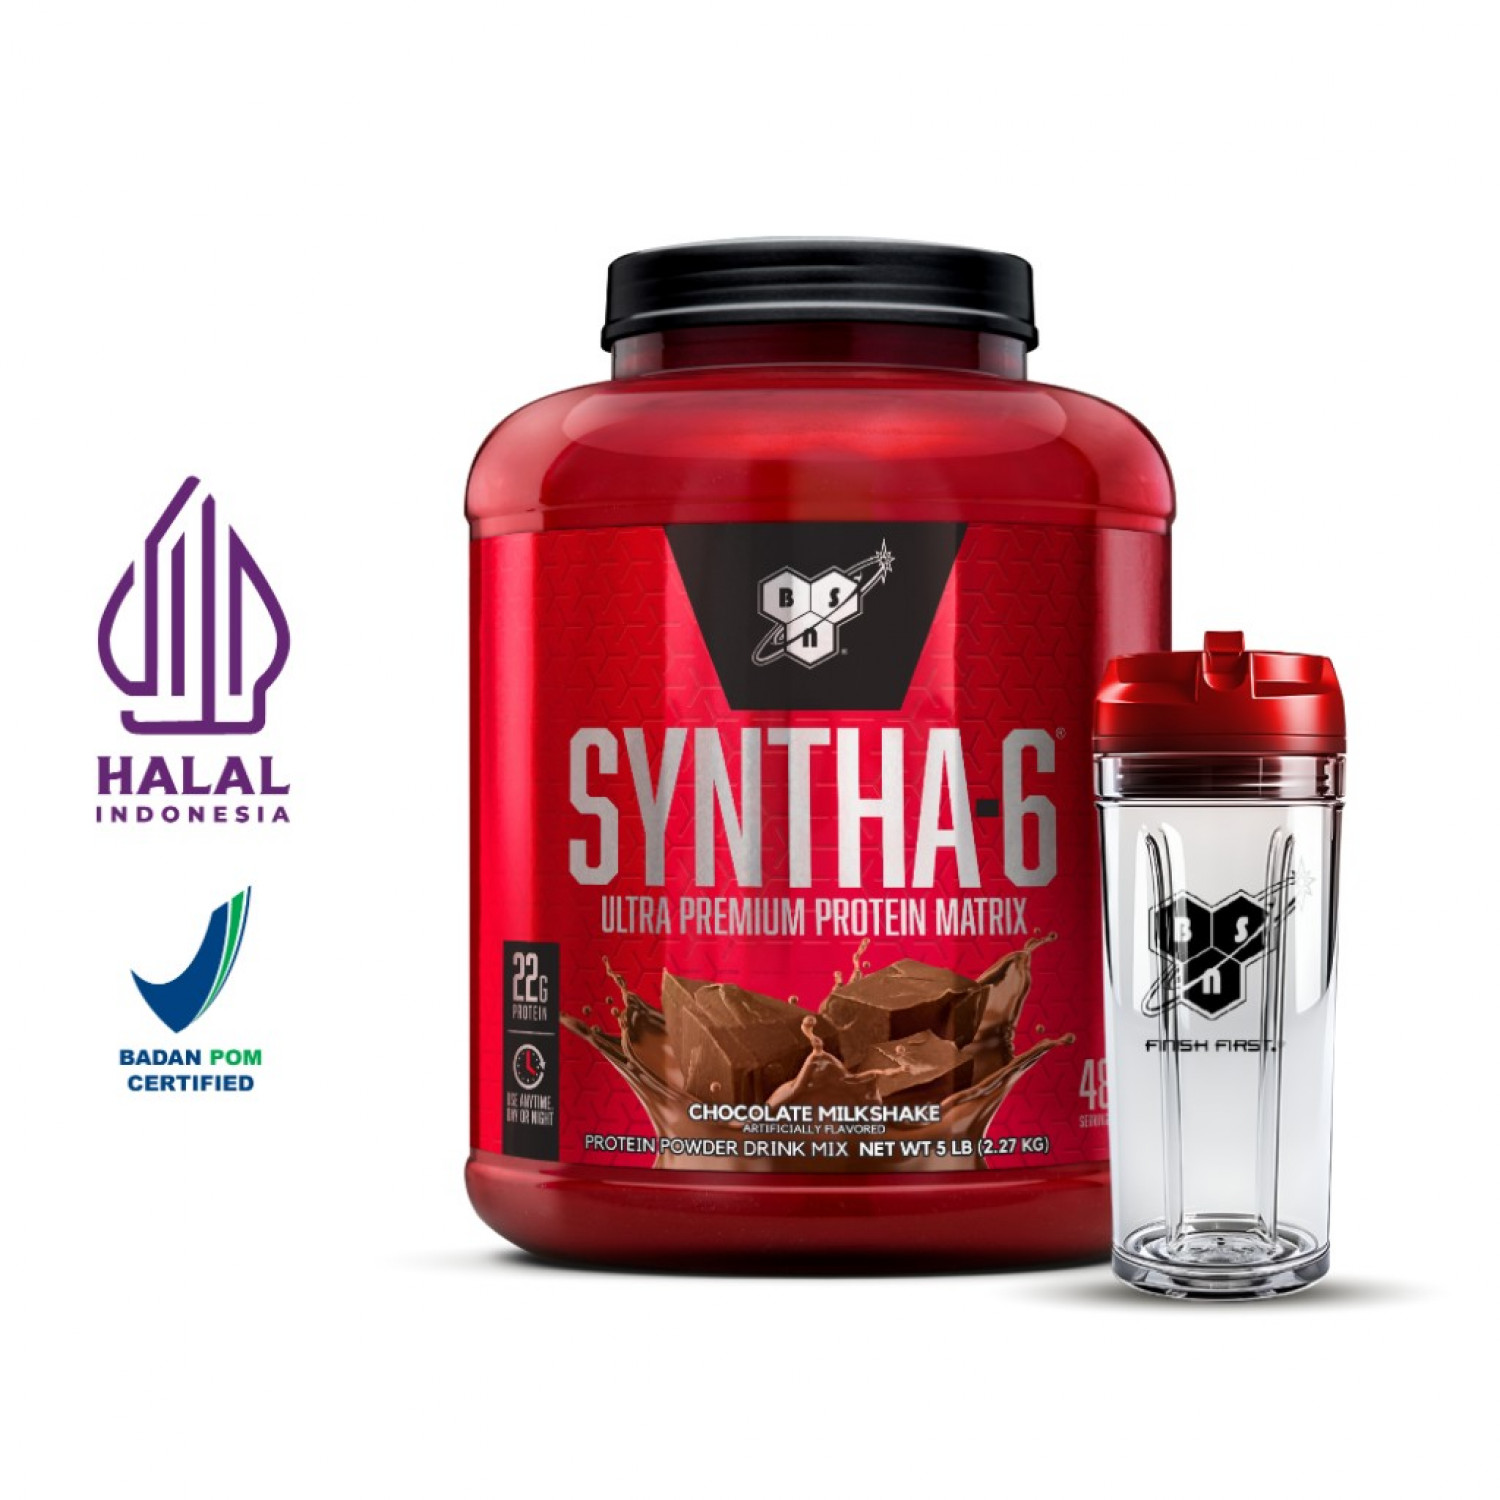 HALAL
INDONESIA
BADAN POM
CERTIFIED
BSN®
SYNTHA-6®
ULTRA PREMIUM PROTEIN MATRIX
22G
PROTEIN
USE ANYTIME,
DAY OR NIGHT
48
CHOCOLATE MILKSHAKE
ARTIFICIALLY FLAVORED
PROTEIN POWDER DRINK MIX NET WT 5 LB (2.27 KG)
BSN
FINISH FIRST.®